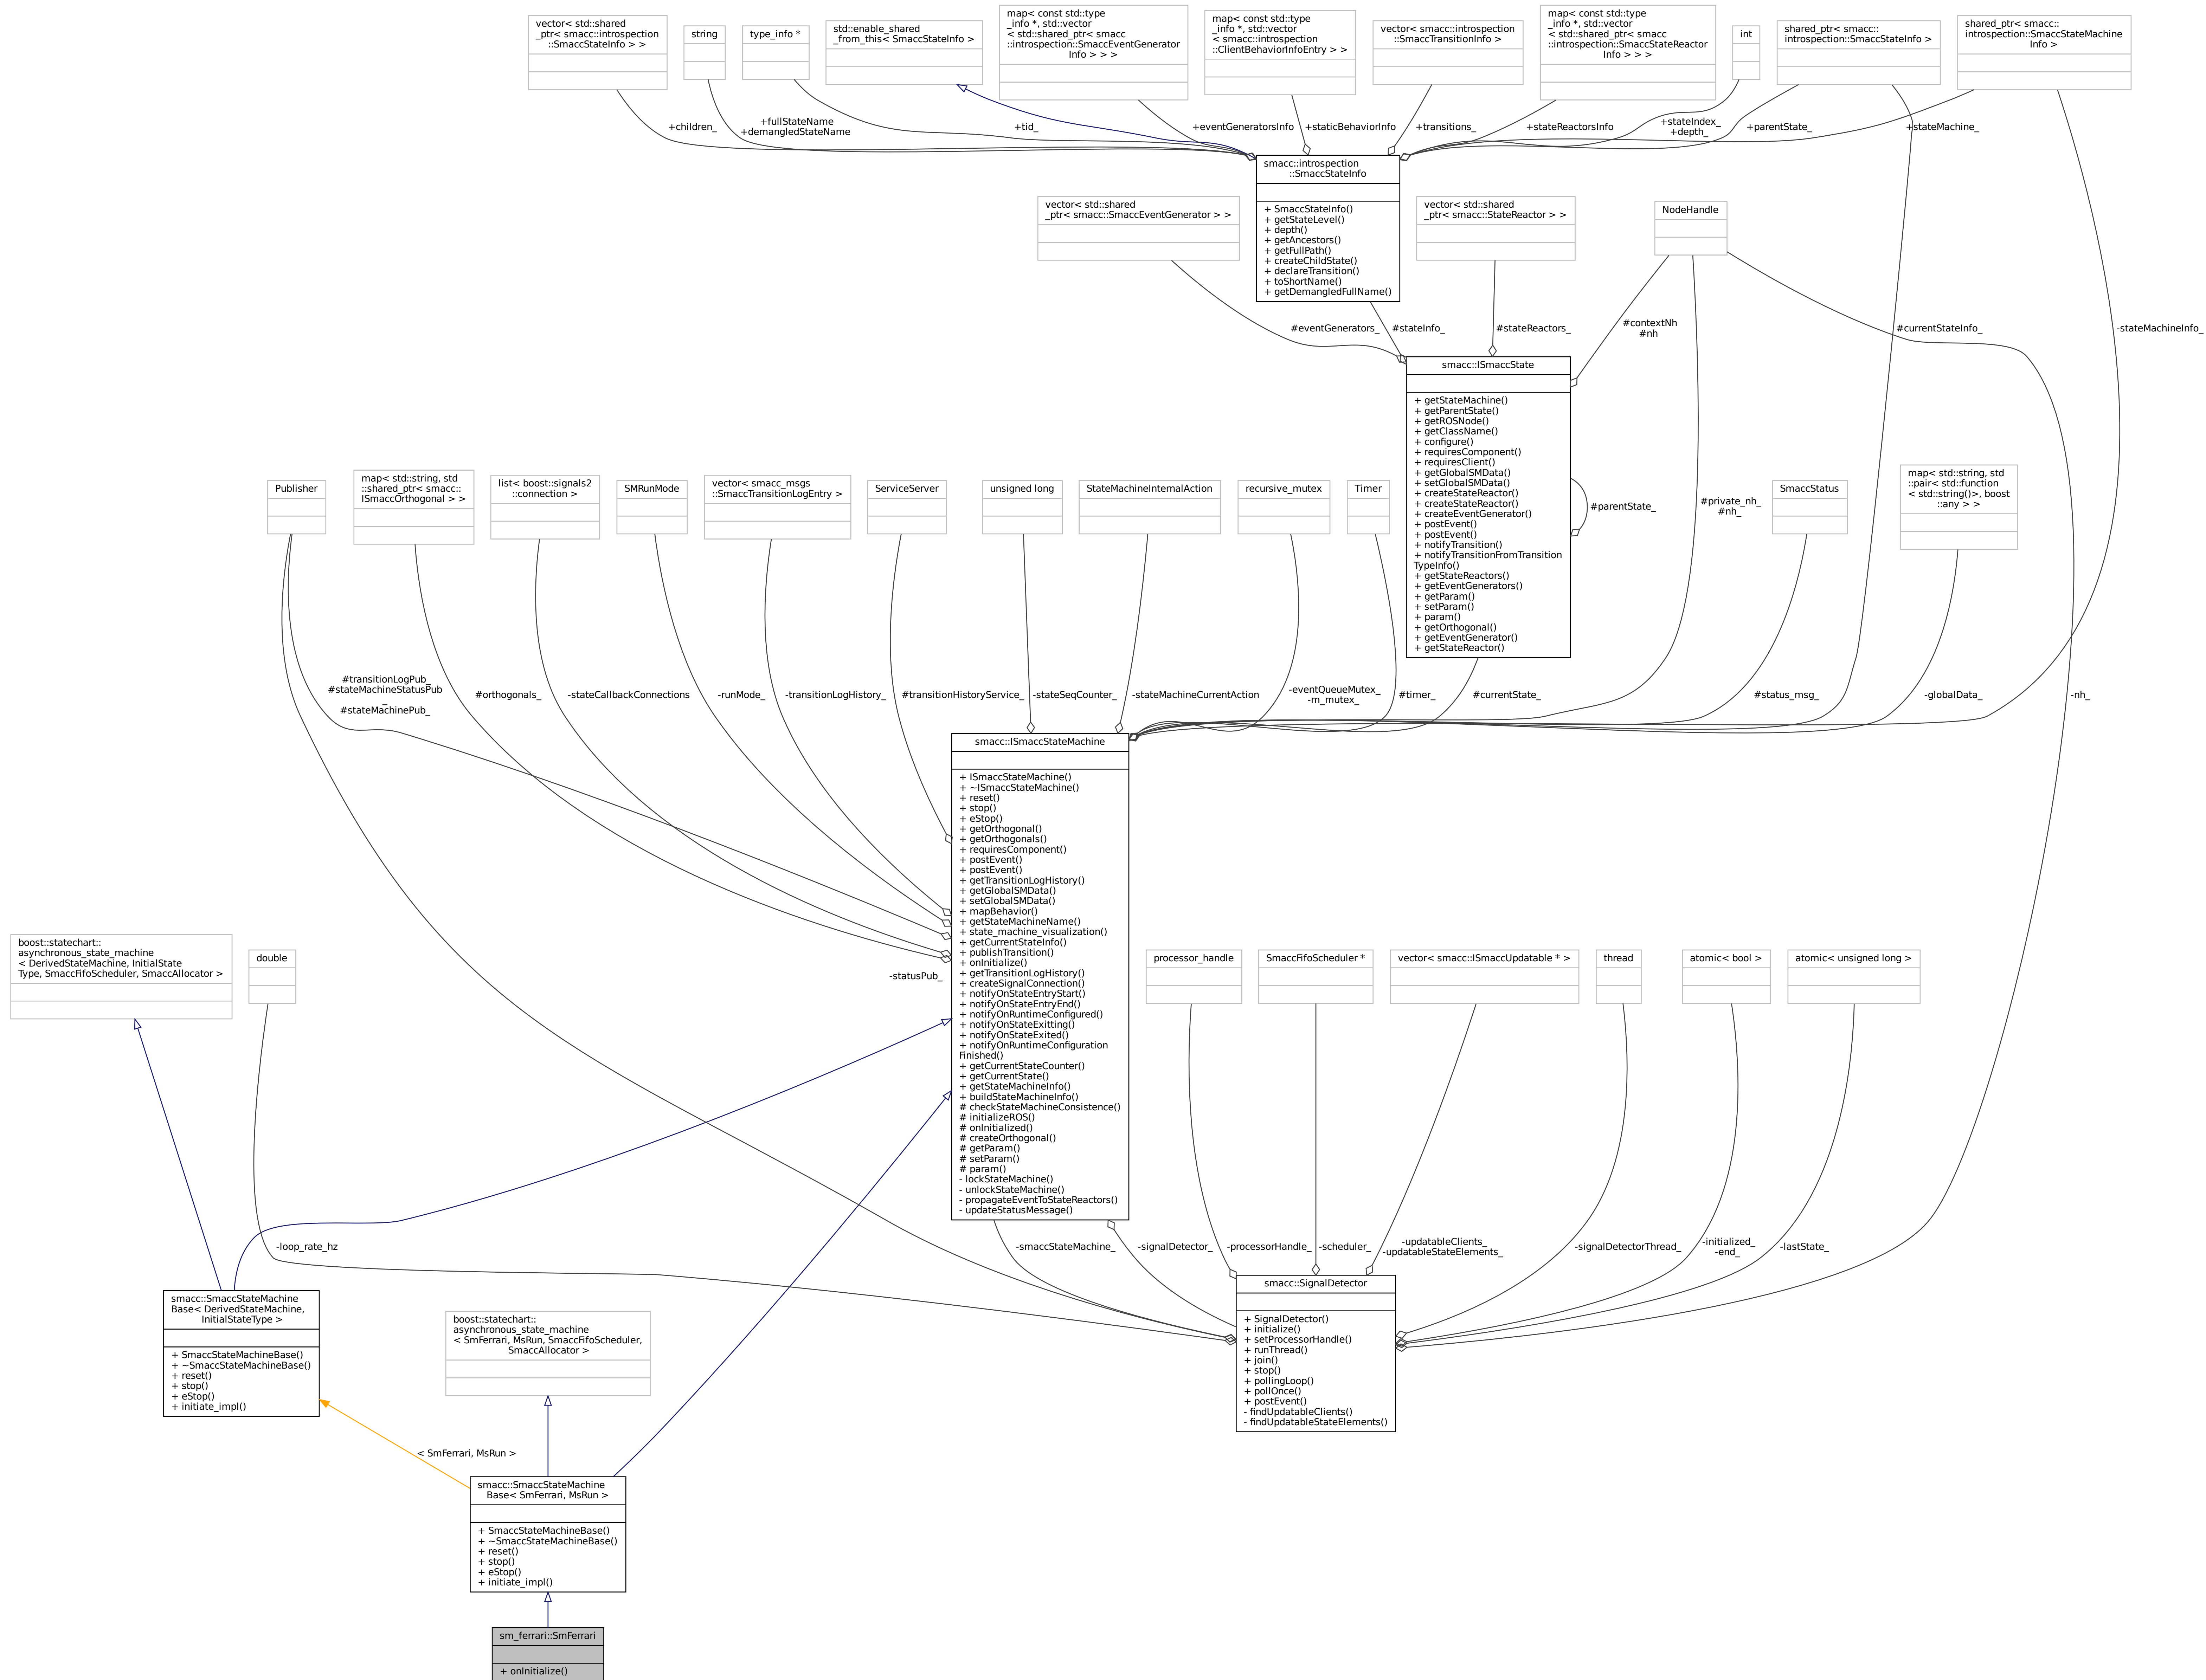 vector< std::shared
_ptr< smacc::introspection
::SmaccStateInfo > >
string
type_info *
std::enable_shared
_from_this< SmaccStateInfo >
map< const std::type
_info *, std::vector
< std::shared_ptr< smacc
::introspection::SmaccEventGenerator
Info > > >
map< const std::type
_info *, std::vector
< smacc::introspection
::ClientBehaviorInfoEntry > >
vector< smacc::introspection
::SmaccTransitionInfo >
map< const std::type
_info *, std::vector
< std::shared_ptr< smacc
::introspection::SmaccStateReactor
Info > > >
int
shared_ptr< smacc::
introspection::SmaccStateInfo >
shared_ptr< smacc::
introspection::SmaccStateMachine
Info >
+children_
+fullStateName
+demangledStateName
+tid_
+eventGeneratorsInfo
+staticBehaviorInfo
+transitions_
+stateReactorsInfo
+stateIndex_
+depth_
+parentState_
+stateMachine_
smacc::introspection
::SmaccStateInfo
+ SmaccStateInfo()
+ getStateLevel()
+ depth()
+ getAncestors()
+ getFullPath()
+ createChildState()
+ declareTransition()
+ toShortName()
+ getDemangledFullName()
vector< std::shared
_ptr< smacc::SmaccEventGenerator > >
vector< std::shared
_ptr< smacc::StateReactor > >
NodeHandle
#eventGenerators_
#stateInfo_
#stateReactors_
#contextNh
#nh
#currentStateInfo_
-stateMachineInfo_
smacc::ISmaccState
+ getStateMachine()
+ getParentState()
+ getROSNode()
+ getClassName()
+ configure()
+ requiresComponent()
+ requiresClient()
+ getGlobalSMData()
+ setGlobalSMData()
+ createStateReactor()
+ createStateReactor()
+ createEventGenerator()
+ postEvent()
+ postEvent()
+ notifyTransition()
+ notifyTransitionFromTransition
TypeInfo()
+ getStateReactors()
+ getEventGenerators()
+ getParam()
+ setParam()
+ param()
+ getOrthogonal()
+ getEventGenerator()
+ getStateReactor()
#parentState_
#private_nh_
#nh_
Publisher
map< std::string, std
::shared_ptr< smacc::
ISmaccOrthogonal > >
list< boost::signals2
::connection >
SMRunMode
vector< smacc_msgs
::SmaccTransitionLogEntry >
ServiceServer
unsigned long
StateMachineInternalAction
recursive_mutex
Timer
SmaccStatus
map< std::string, std
::pair< std::function
< std::string()>, boost
::any > >
#transitionLogPub_
#stateMachineStatusPub
_
#stateMachinePub_
#orthogonals_
-stateCallbackConnections
-runMode_
-transitionLogHistory_
#transitionHistoryService_
-stateSeqCounter_
-stateMachineCurrentAction
-eventQueueMutex_
-m_mutex_
#timer_
#currentState_
#status_msg_
-globalData_
-nh_
smacc::ISmaccStateMachine
+ ISmaccStateMachine()
+ ~ISmaccStateMachine()
+ reset()
+ stop()
+ eStop()
+ getOrthogonal()
+ getOrthogonals()
+ requiresComponent()
+ postEvent()
+ postEvent()
+ getTransitionLogHistory()
+ getGlobalSMData()
+ setGlobalSMData()
+ mapBehavior()
+ getStateMachineName()
+ state_machine_visualization()
+ getCurrentStateInfo()
+ publishTransition()
+ onInitialize()
+ getTransitionLogHistory()
+ createSignalConnection()
+ notifyOnStateEntryStart()
+ notifyOnStateEntryEnd()
+ notifyOnRuntimeConfigured()
+ notifyOnStateExitting()
+ notifyOnStateExited()
+ notifyOnRuntimeConfiguration
Finished()
+ getCurrentStateCounter()
+ getCurrentState()
+ getStateMachineInfo()
+ buildStateMachineInfo()
# checkStateMachineConsistence()
# initializeROS()
# onInitialized()
# createOrthogonal()
# getParam()
# setParam()
# param()
- lockStateMachine()
- unlockStateMachine()
- propagateEventToStateReactors()
- updateStatusMessage()
boost::statechart::
asynchronous_state_machine
< DerivedStateMachine, InitialState
Type, SmaccFifoScheduler, SmaccAllocator >
double
-statusPub_
processor_handle
SmaccFifoScheduler *
vector< smacc::ISmaccUpdatable * >
thread
atomic< bool >
atomic< unsigned long >
-loop_rate_hz
-smaccStateMachine_
-signalDetector_
-processorHandle_
-scheduler_
-updatableClients_
-updatableStateElements_
-signalDetectorThread_
-initialized_
-end_
-lastState_
smacc::SmaccStateMachine
Base< DerivedStateMachine,
InitialStateType >
+ SmaccStateMachineBase()
+ ~SmaccStateMachineBase()
+ reset()
+ stop()
+ eStop()
+ initiate_impl()
boost::statechart::
asynchronous_state_machine
< SmFerrari, MsRun, SmaccFifoScheduler,
SmaccAllocator >
smacc::SignalDetector
+ SignalDetector()
+ initialize()
+ setProcessorHandle()
+ runThread()
+ join()
+ stop()
+ pollingLoop()
+ pollOnce()
+ postEvent()
- findUpdatableClients()
- findUpdatableStateElements()
< SmFerrari, MsRun >
smacc::SmaccStateMachine
Base< SmFerrari, MsRun >
+ SmaccStateMachineBase()
+ ~SmaccStateMachineBase()
+ reset()
+ stop()
+ eStop()
+ initiate_impl()
sm_ferrari::SmFerrari
+ onInitialize()